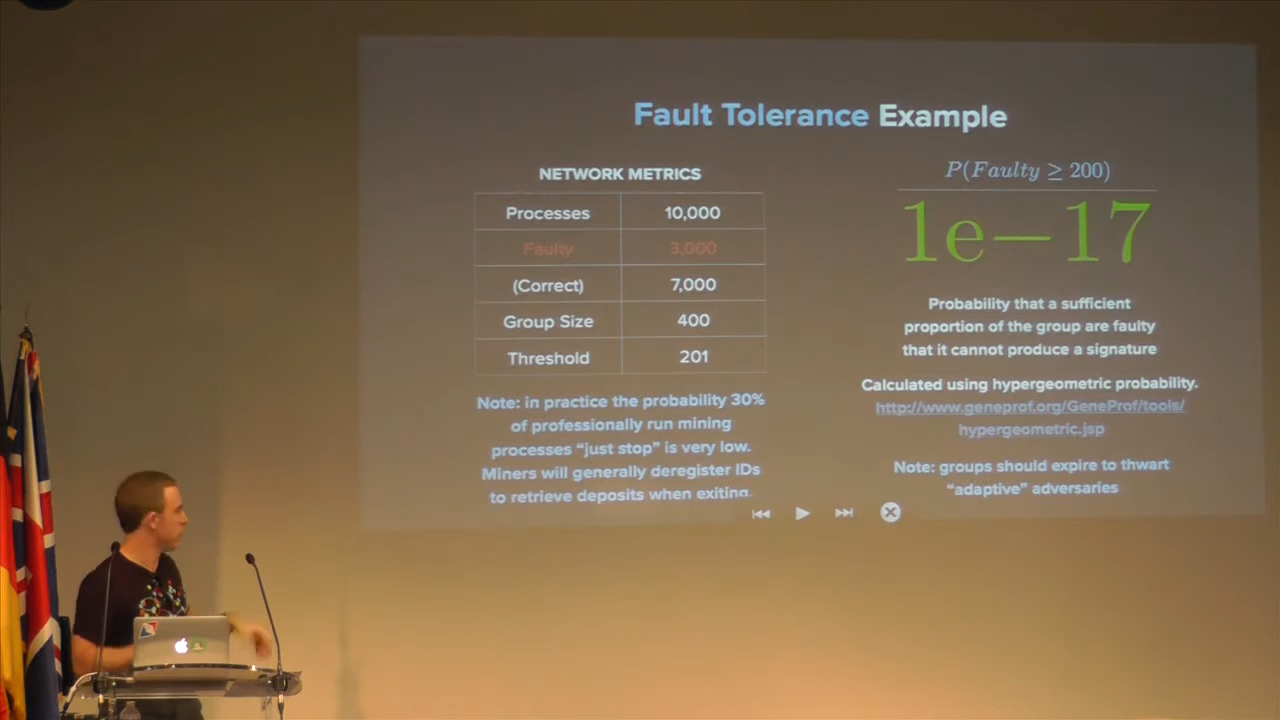 Fault Tolerance Example
NETWORK METRICS
Processes 10,000
Faulty 3,000
(Correct) 7,000
Group Size 400
Threshold 201
Note: in practice the probability 30%
of professionally run mining
processes “just stop” is very low.
Miners will generally deregister IDs
to retrieve deposits when exiting.
P(Faulty ≥ 200)
1e−17
Probability that a sufficient
proportion of the group are faulty
that it cannot produce a signature
Calculated using hypergeometric probability.
http://www.geneprof.org/GeneProf/tools/
hypergeometric.jsp
Note: groups should expire to thwart
“adaptive” adversaries